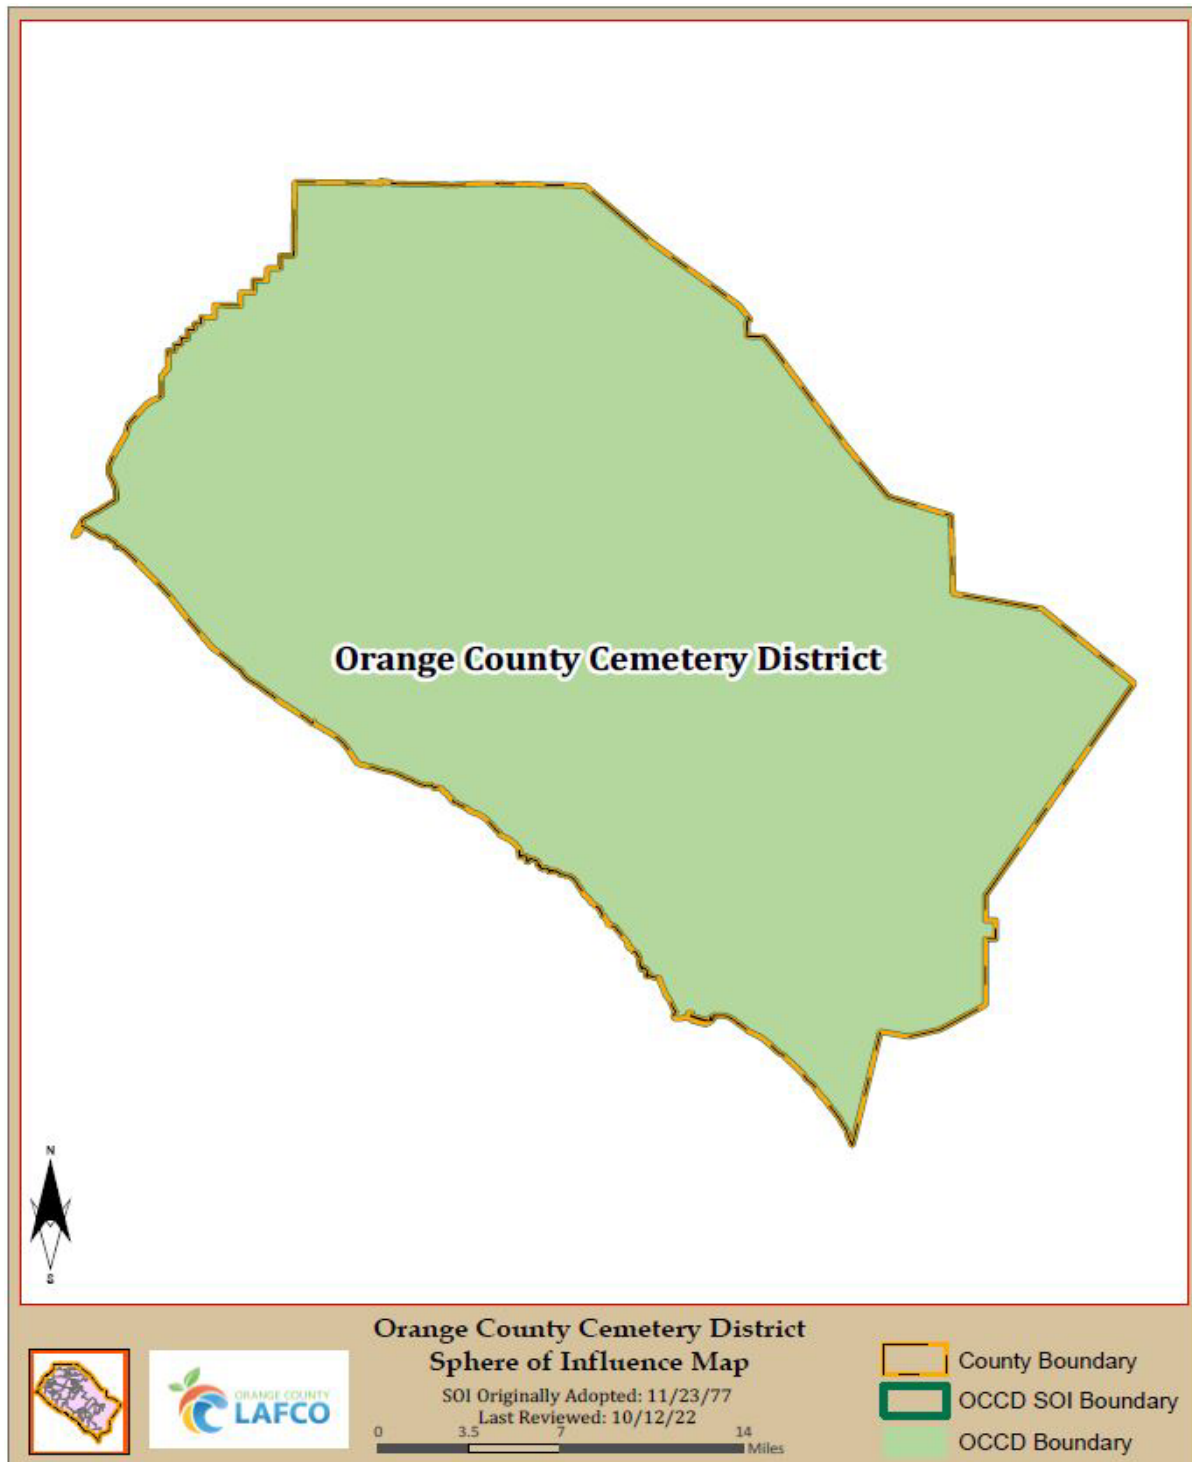 Orange County Cemetery District
N
S
Orange County Cemetery District
Sphere of Influence Map
SOI Originally Adopted: 11/23/77
Last Reviewed: 10/12/22
0 3.5 7 14
Miles
ORANGE COUNTY
LAFCO
County Boundary
OCCD SOI Boundary
OCCD Boundary